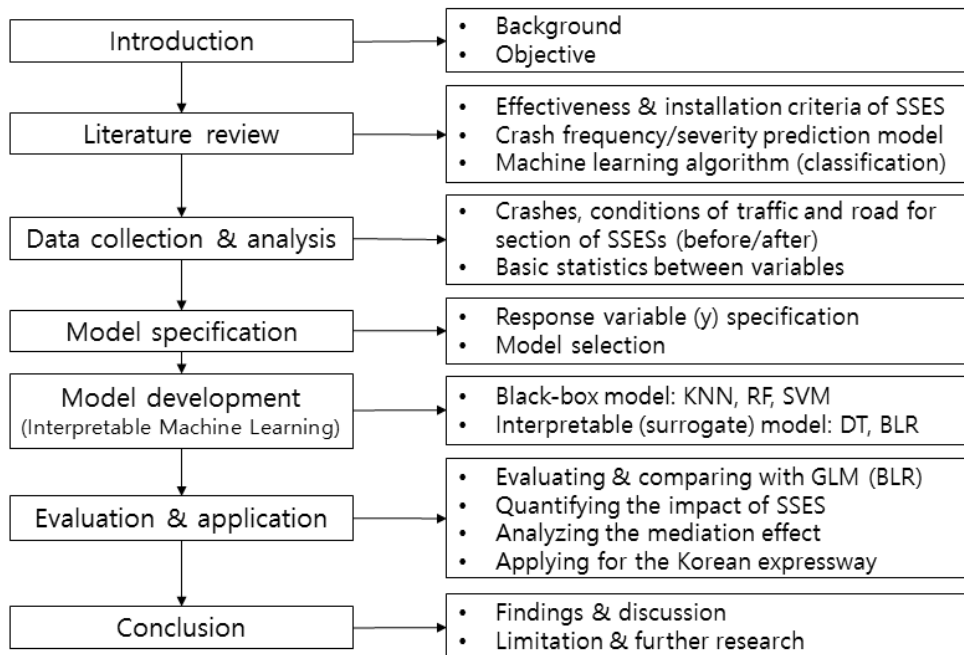 Introduction
• Background
• Objective
Literature review
• Effectiveness & installation criteria of SSES
• Crash frequency/severity prediction model
• Machine learning algorithm (classification)
Data collection & analysis
• Crashes, conditions of traffic and road for
section of SSESs (before/after)
• Basic statistics between variables
Model specification
• Response variable (y) specification
• Model selection
Model development
(Interpretable Machine Learning)
• Black-box model: KNN, RF, SVM
• Interpretable (surrogate) model: DT, BLR
Evaluation & application
• Evaluating & comparing with GLM (BLR)
• Quantifying the impact of SSES
• Analyzing the mediation effect
• Applying for the Korean expressway
Conclusion
• Findings & discussion
• Limitation & further research